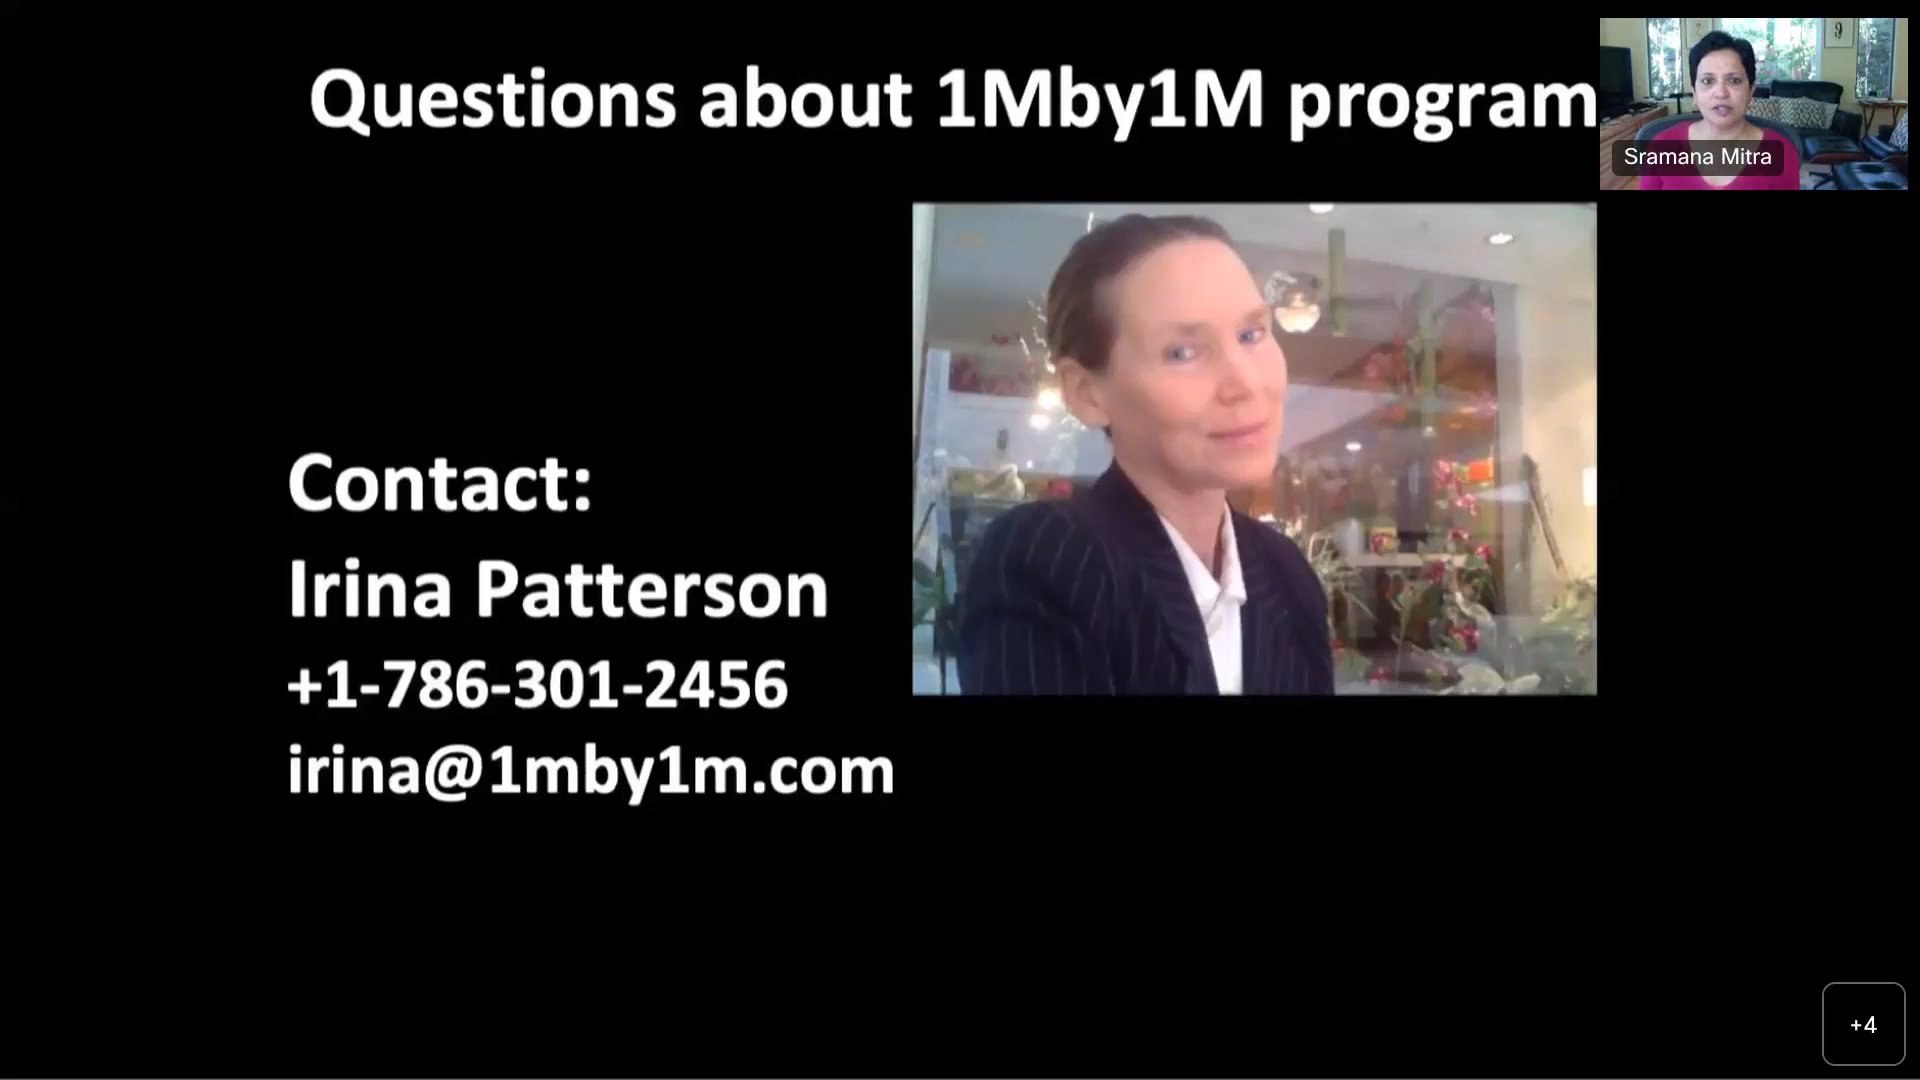 Questions about 1Mby1M program
Sramana Mitra
Contact:
Irina Patterson
+1-786-301-2456
irina@1mby1m.com
+4